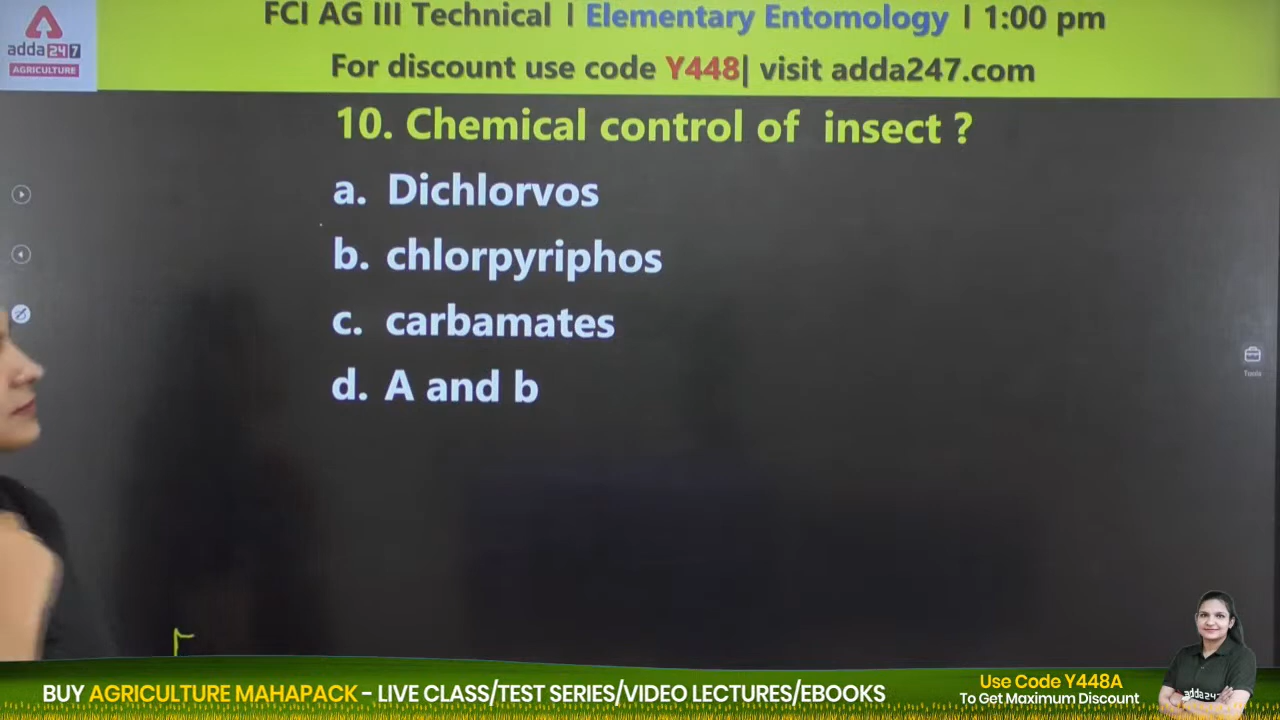 FCI AG III Technical I Elementary Entomology I 1:00 pm
adda247
AGRICULTURE
For discount use code Y448| visit adda247.com
10. Chemical control of insect ?
a. Dichlorvos
b. chlorpyriphos
c. carbamates
d. A and b
Tools
adda247
BUY AGRICULTURE MAHAPACK - LIVE CLASS/TEST SERIES/VIDEO LECTURES/EBOOKS
Use Code Y448A
To Get Maximum Discount